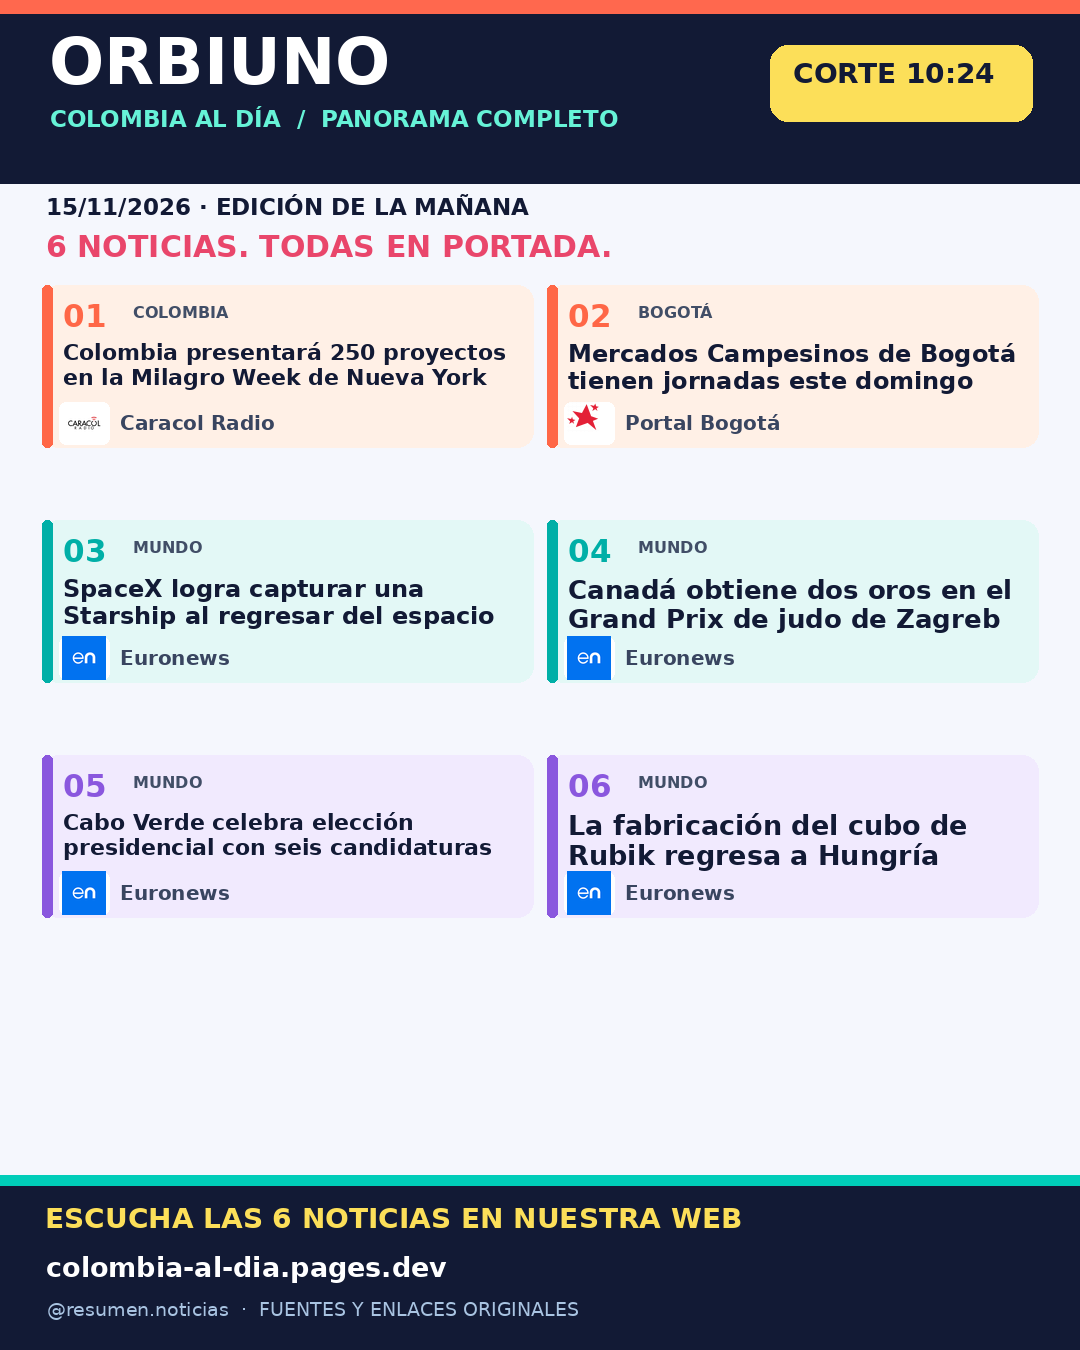 ORBIUNO
CORTE 10:24
COLOMBIA AL DÍA / PANORAMA COMPLETO
15/11/2026 · EDICIÓN DE LA MAÑANA
6 NOTICIAS. TODAS EN PORTADA.
01 COLOMBIA
Colombia presentará 250 proyectos
en la Milagro Week de Nueva York
CARACOL
RADIO
Caracol Radio
02 BOGOTÁ
Mercados Campesinos de Bogotá
tienen jornadas este domingo
Portal Bogotá
03 MUNDO
SpaceX logra capturar una
Starship al regresar del espacio
en Euronews
04 MUNDO
Canadá obtiene dos oros en el
Grand Prix de judo de Zagreb
en Euronews
05 MUNDO
Cabo Verde celebra elección
presidencial con seis candidaturas
en Euronews
06 MUNDO
La fabricación del cubo de
Rubik regresa a Hungría
en Euronews
ESCUCHA LAS 6 NOTICIAS EN NUESTRA WEB
colombia-al-dia.pages.dev
@resumen.noticias · FUENTES Y ENLACES ORIGINALES